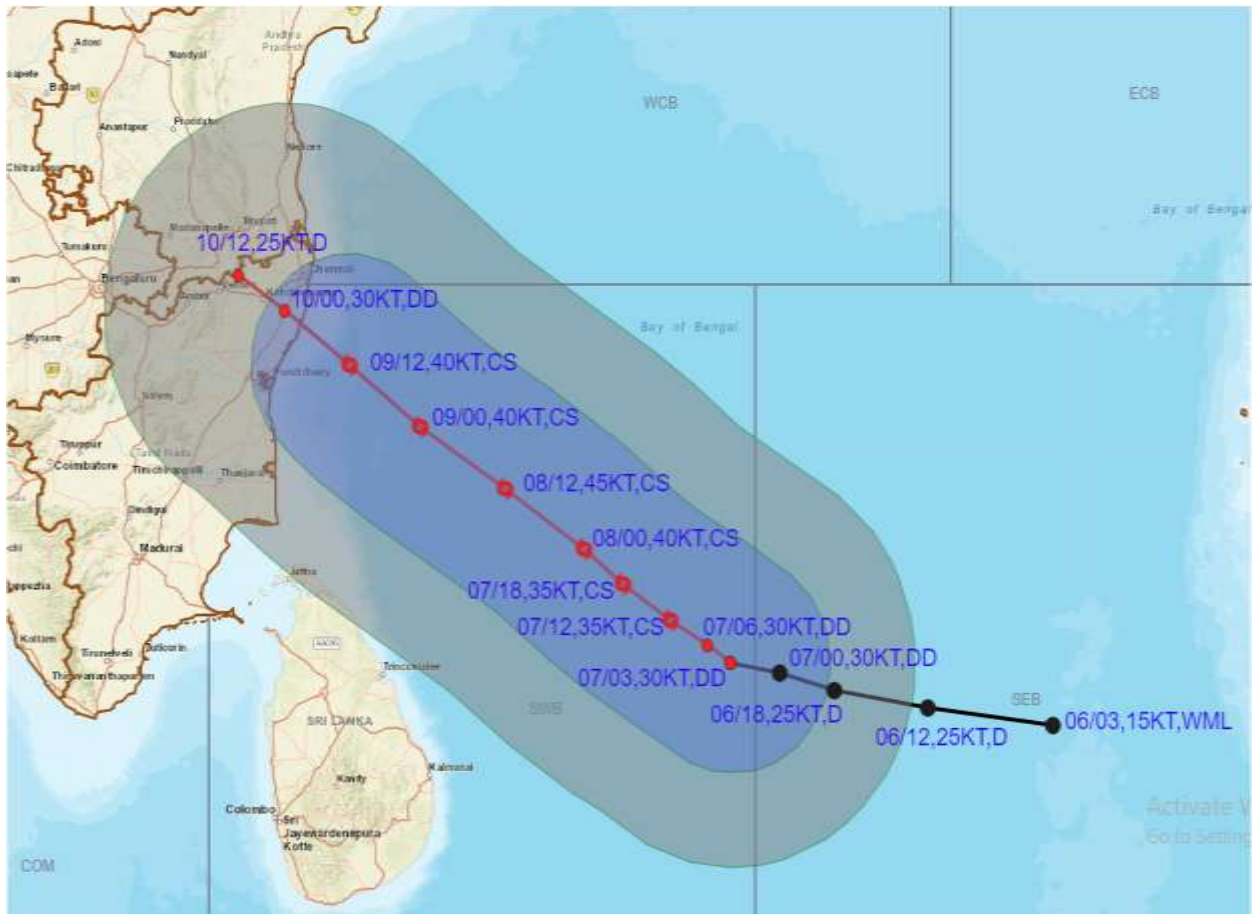 Adoni
Nandyal
Andhra
Pradesh
WCB
ECB
Ballari
Anantapur
Proddatur
Nellore
Chitradurga
Bay of Bengal
Tumakuru
Madanapalle
Tirupati
10/12,25KT,D
Bengaluru
Chennai
10/00,30KT,DD
Bay of Bengal
Mysore
09/12,40KT,CS
Salem
09/00,40KT,CS
Tiruppur
Tamil Nadu
Coimbatore
Tiruchirappalli
Thanjavur
08/12,45KT,CS
Dindigul
Madurai
08/00,40KT,CS
Jaffna
07/18,35KT,CS
07/12,35KT,CS
07/06,30KT,DD
Kollam
Tirunelveli
Tuticorin
Thiruvananthapuram
Trincomalee
07/03,30KT,DD
07/00,30KT,DD
SEB
SWB
06/18,25KT,D
06/12,25KT,D
06/03,15KT,WML
SRI LANKA
Kandy
Kalmunai
Colombo
Sri
Jayewardenepura
Kotte
COM
Activate
Go to Setting